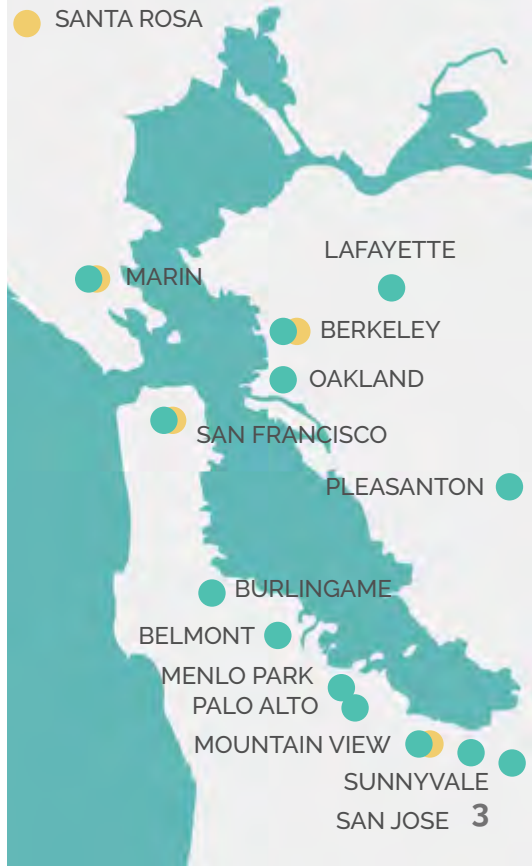 SANTA ROSA
LAFAYETTE
MARIN
BERKELEY
OAKLAND
SAN FRANCISCO
PLEASANTON
BURLINGAME
BELMONT
MENLO PARK
PALO ALTO
MOUNTAIN VIEW
SUNNYVALE
SAN JOSE 3